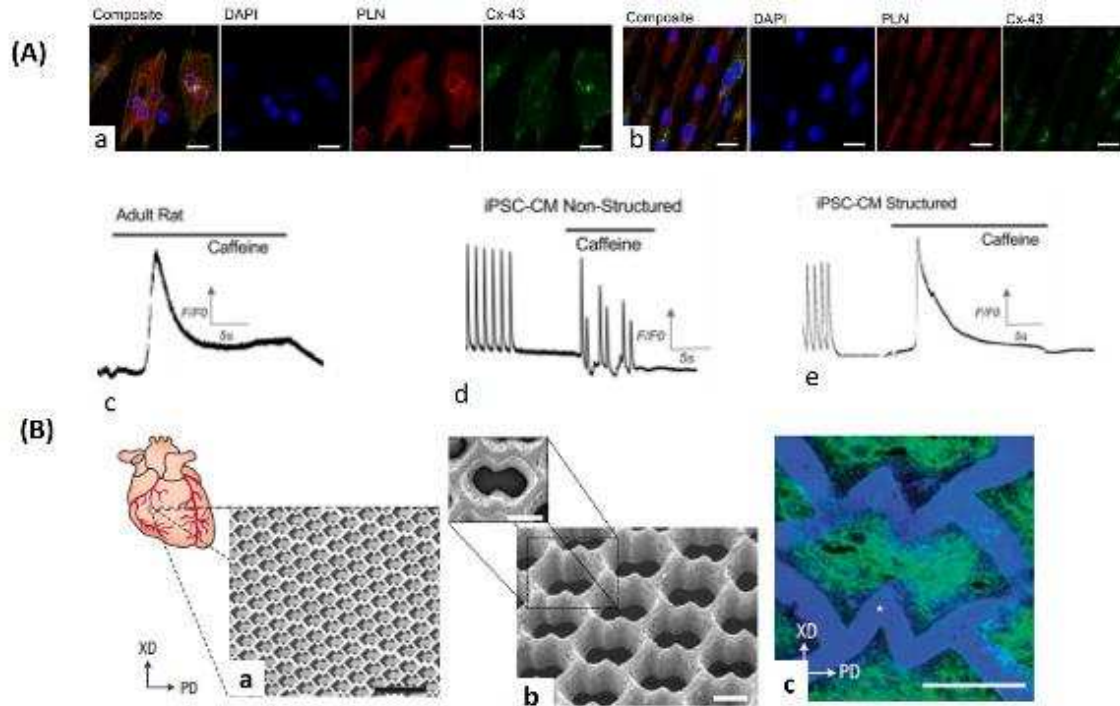 Composite DAPI PLN Cx-43 Composite DAPI PLN Cx-43
(A)
a b
Adult Rat
Caffeine
F/F0
5s
c
iPSC-CM Non-Structured
Caffeine
F/F0
5s
d
iPSC-CM Structured
Caffeine
F/F0
5s
e
(B)
XD
PD
a
b
*
XD
PD
c